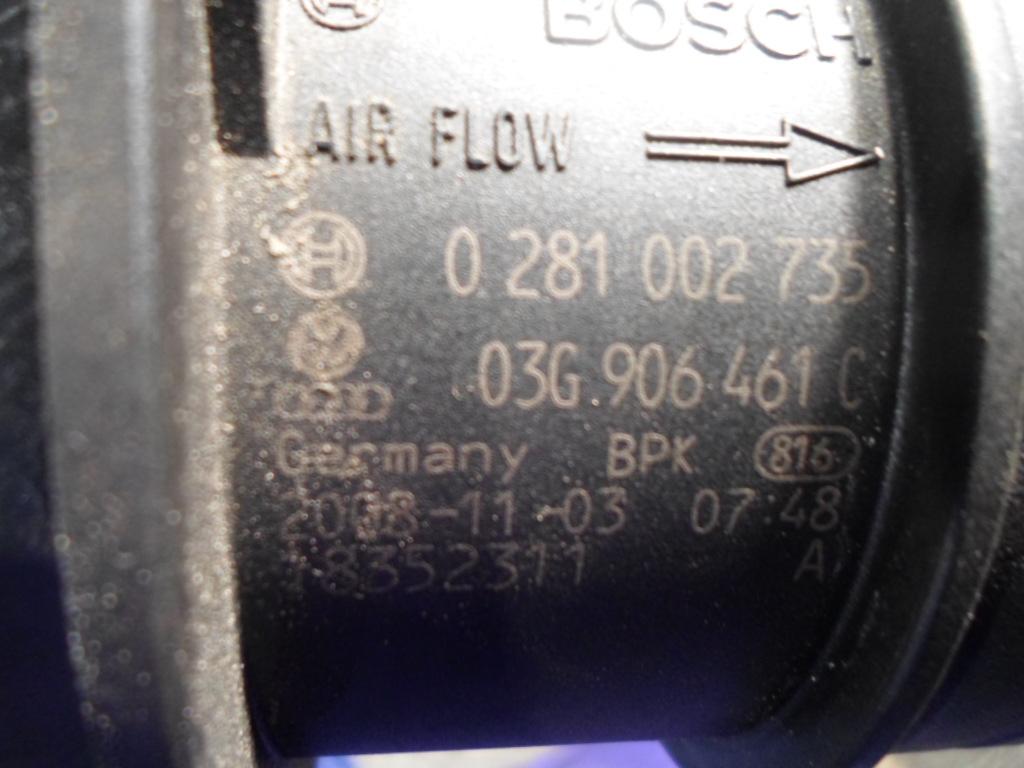 BOSCH
AIR FLOW
0 281 002 735
03G 906 461 C
Germany BPK 816
2008-11-03 07:48
18352311 A